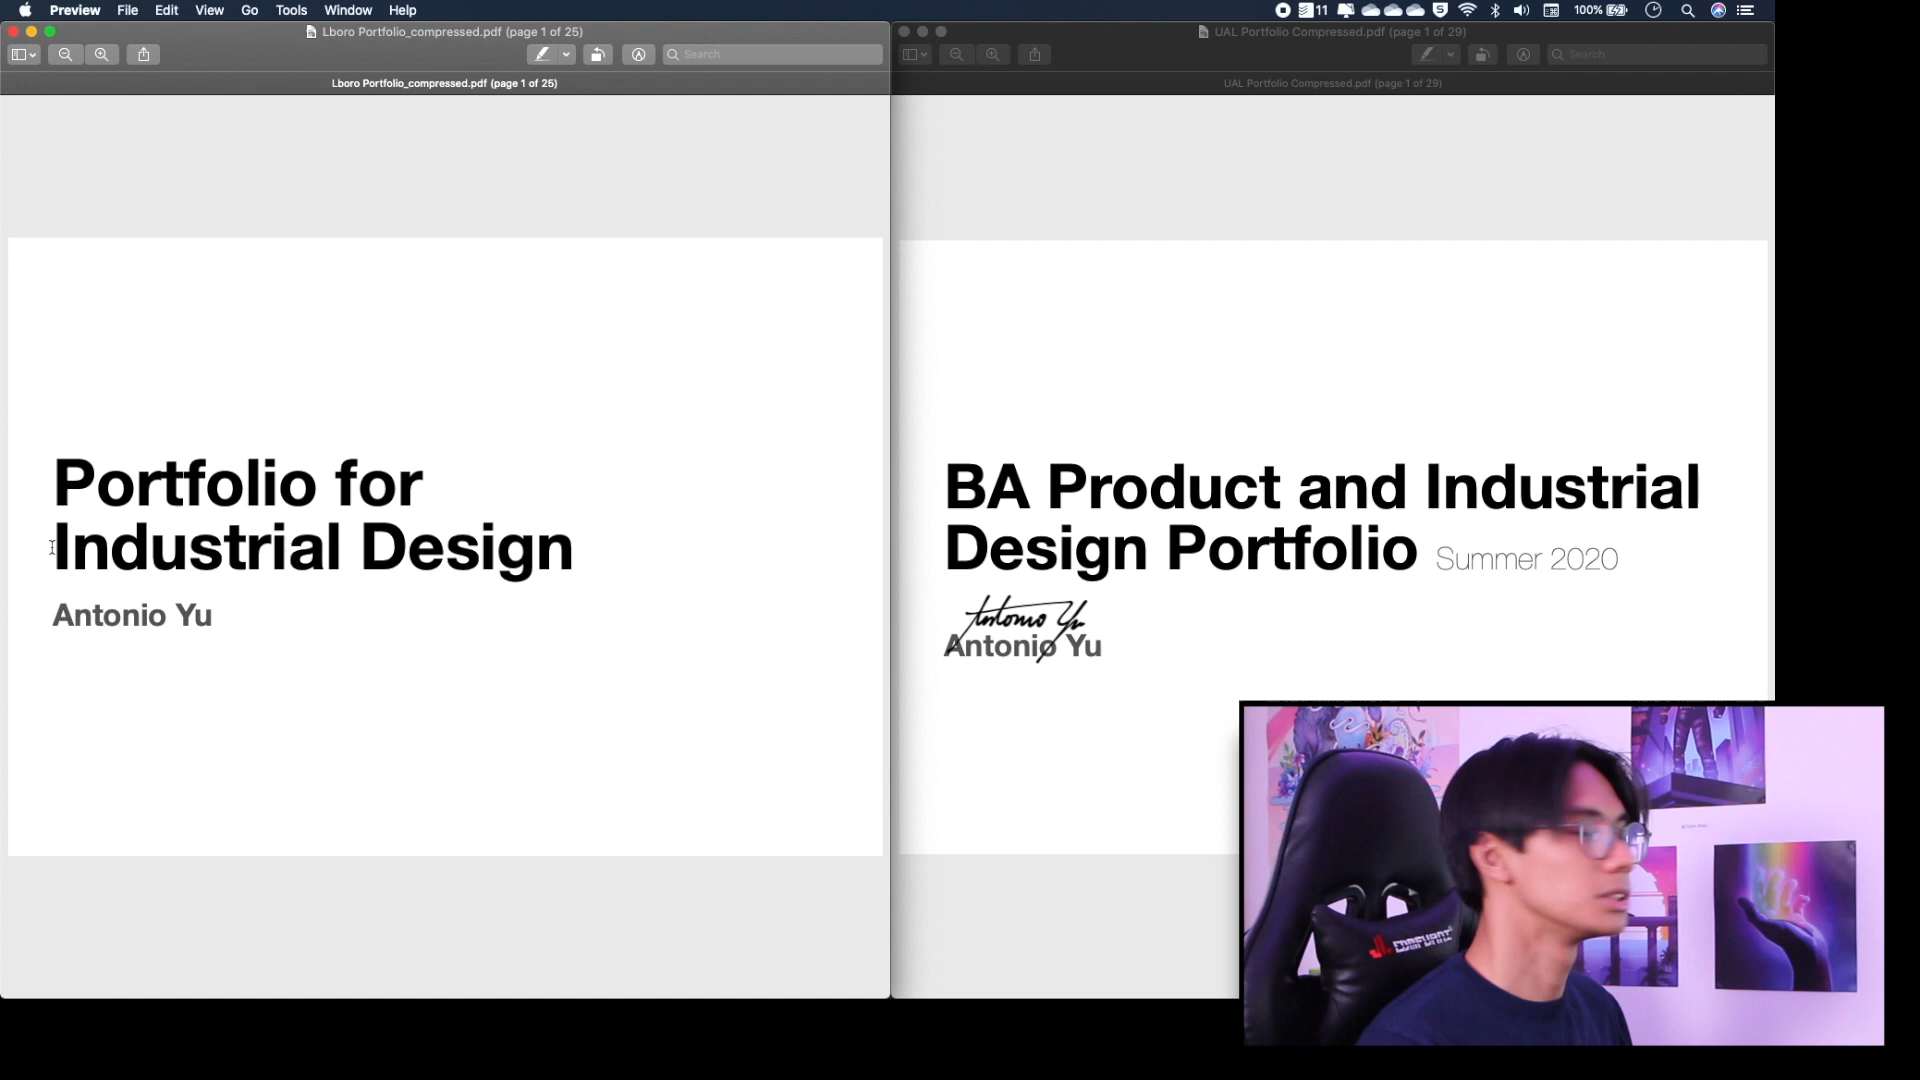 Preview File Edit View Go Tools Window Help
11
100%
Lboro Portfolio_compressed.pdf (page 1 of 25)
Search
Lboro Portfolio_compressed.pdf (page 1 of 25)
Portfolio for
Industrial Design
Antonio Yu
UAL Portfolio Compressed.pdf (page 1 of 29)
Search
UAL Portfolio Compressed.pdf (page 1 of 29)
BA Product and Industrial
Design Portfolio Summer 2020
Antonio Yu
Antonio Yu